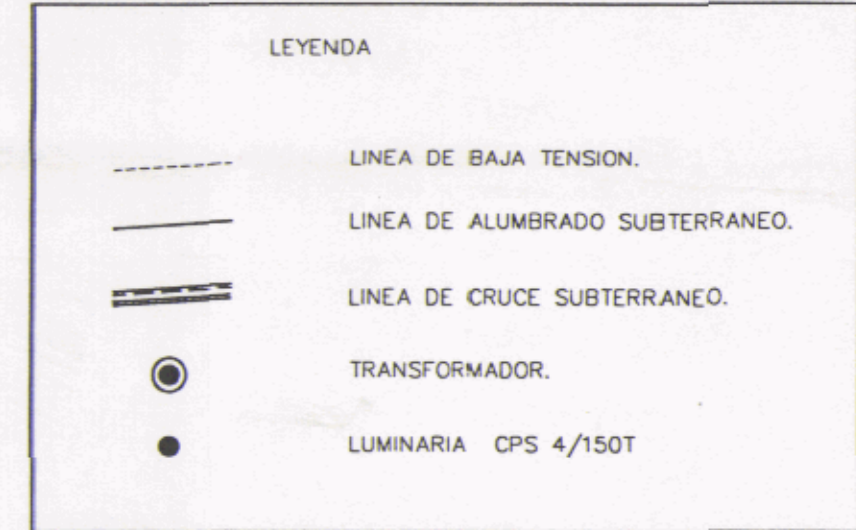 LEYENDA
LINEA DE BAJA TENSION.
LINEA DE ALUMBRADO SUBTERRANEO.
LINEA DE CRUCE SUBTERRANEO.
TRANSFORMADOR.
LUMINARIA CPS 4/150T